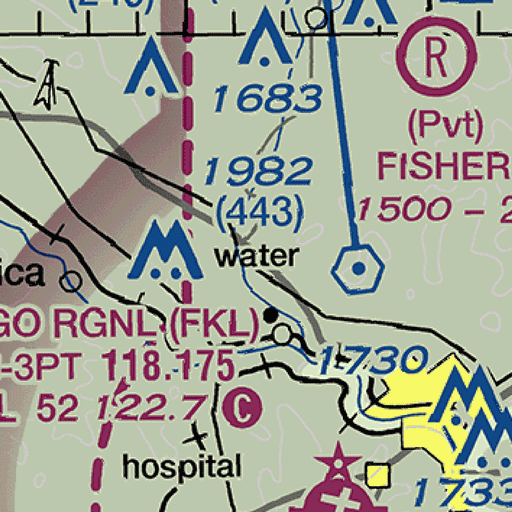 R
1683
(Pvt)
1982
FISHER
(443)
1500 - 2
water
ica
GO RGNL (FKL)
-3PT 118.175
1730
L 52 122.7 C
hospital
1733